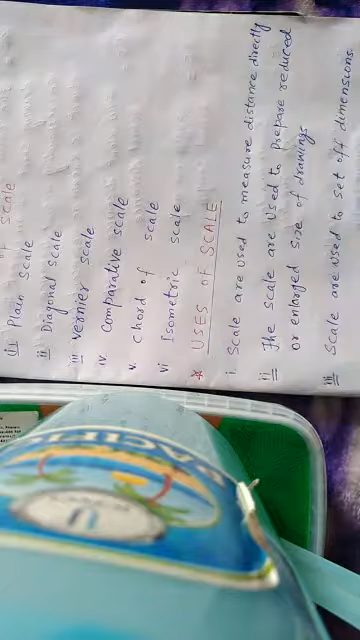 of scale
(i) Plain scale
ii Diagonal scale
iii Vernier scale
iv Comparative scale
v. Chord of scale
vi Isometric scale
* USES OF SCALE
i. Scale are used to measure distance directly
ii The scale are used to prepare reduced
or enlarged size of drawings
iii Scale are used to set off dimensions.
PACIFIC